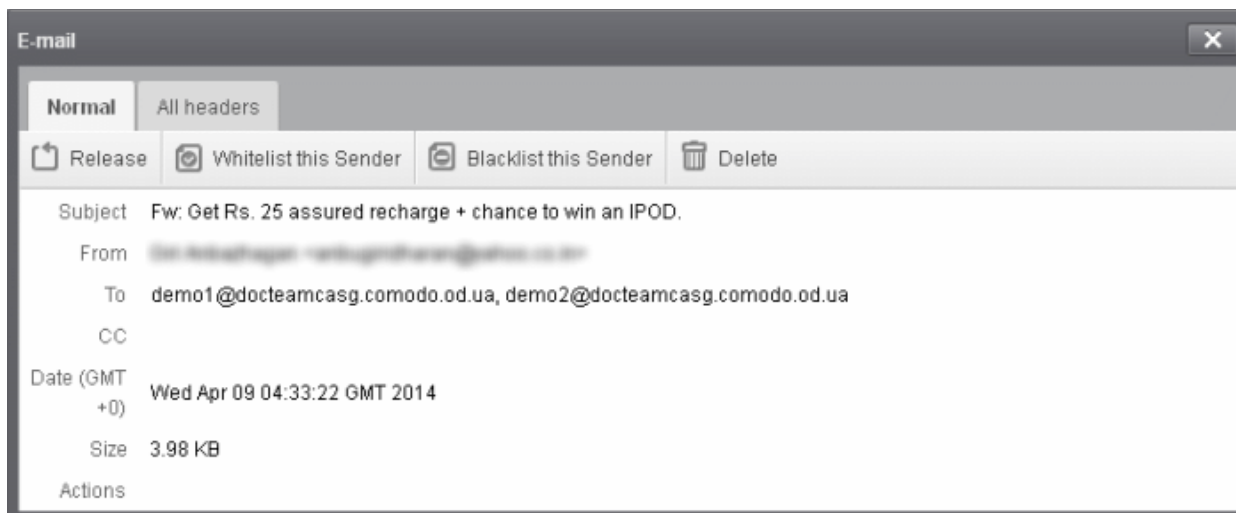 E-mail
Normal All headers
Release Whitelist this Sender Blacklist this Sender Delete
Subject Fw: Get Rs. 25 assured recharge + chance to win an IPOD.
From
To demo1@docteamcasg.comodo.od.ua, demo2@docteamcasg.comodo.od.ua
CC
Date (GMT
+0) Wed Apr 09 04:33:22 GMT 2014
Size 3.98 KB
Actions